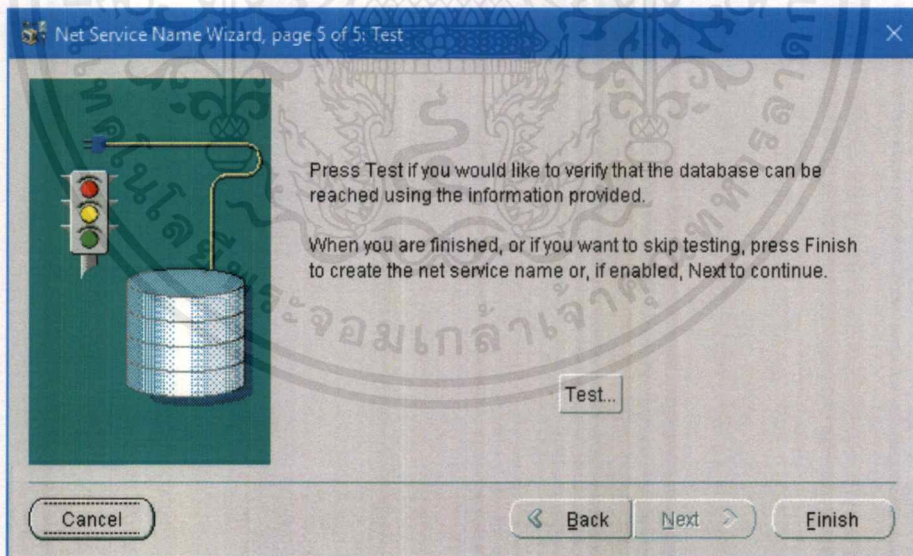 Net Service Name Wizard, page 5 of 5: Test
Press Test if you would like to verify that the database can be
reached using the information provided.
When you are finished, or if you want to skip testing, press Finish
to create the net service name or, if enabled, Next to continue.
Test...
Cancel
Back
Next
Finish